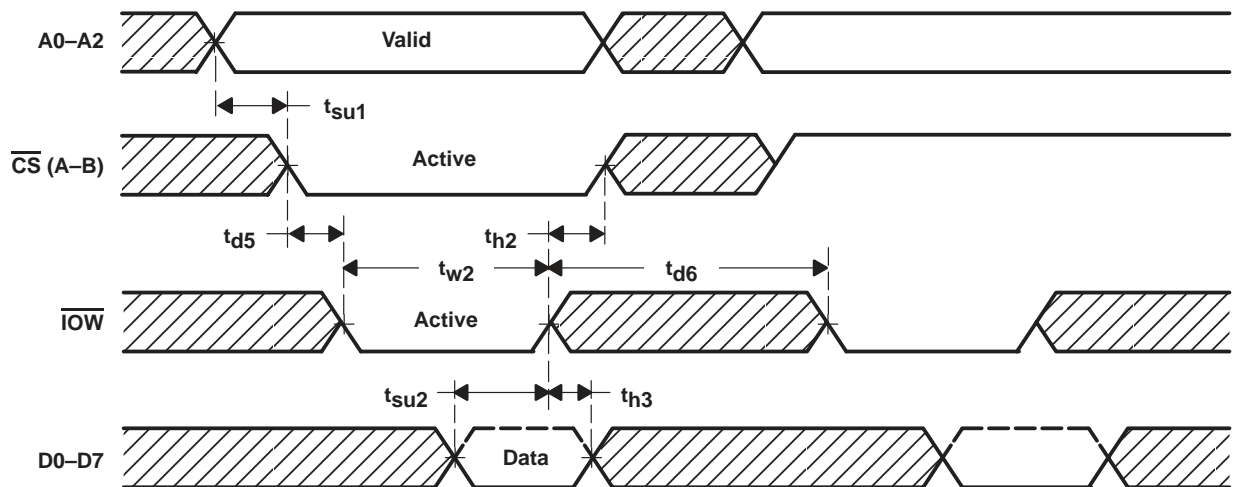 A0–A2
Valid
tsu1
CS (A–B)
Active
td5
th2
tw2
td6
IOW
Active
tsu2
th3
D0–D7
Data